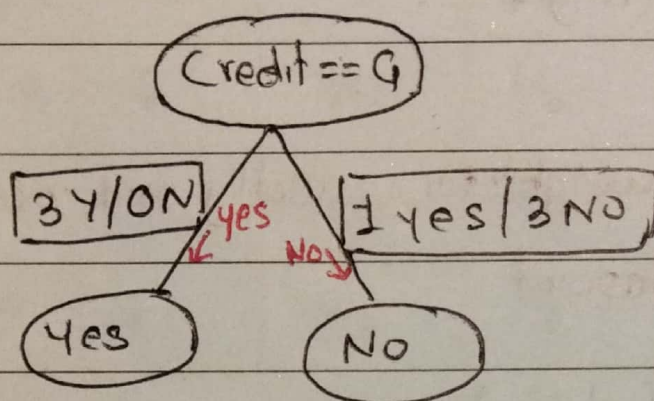 Credit == G
3Y/0N
yes
1 yes / 3 NO
NO
Yes
NO